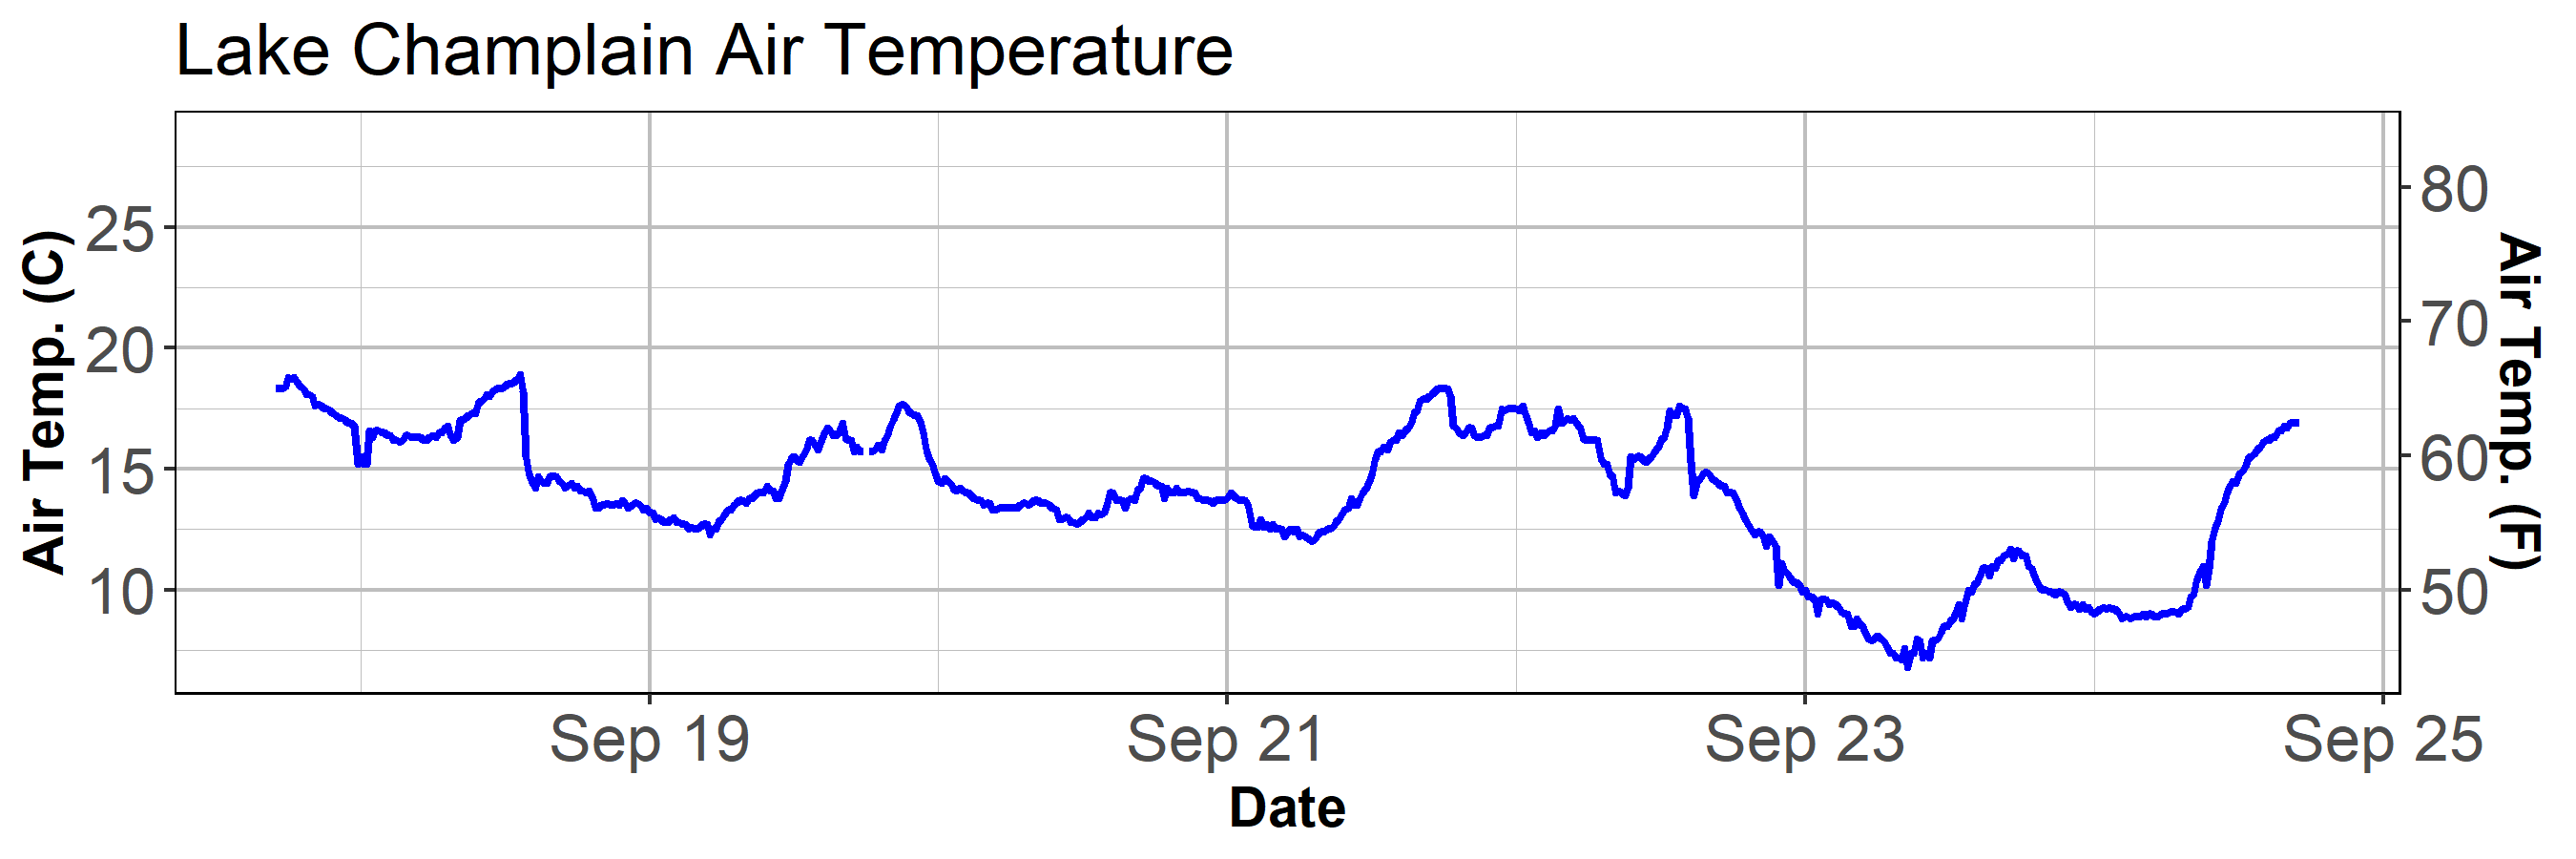 Lake Champlain Air Temperature
Air Temp. (C)
25
20
15
10
80
70
60
50
Air Temp. (F)
Sep 19
Sep 21
Sep 23
Sep 25
Date